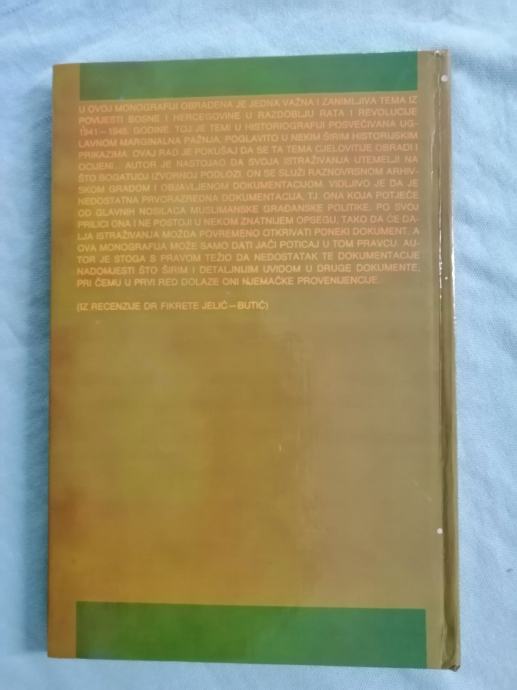 U OVOJ MONOGRAFIJI OBRAĐENA JE JEDNA VAŽNA I ZANIMLJIVA TEMA IZ
POVIJESTI BOSNE I HERCEGOVINE U RAZDOBLJU RATA I REVOLUCIJE
1941—1945. GODINE. TOJ JE TEMI U HISTORIOGRAFIJI POSVEĆIVANA UG-
LAVNOM MARGINALNA PAŽNJA, POGLAVITO U NEKIM ŠIRIM HISTORIJSKIM
PRIKAZIMA. OVAJ RAD JE POKUŠAJ DA SE TA TEMA CJELOVITIJE OBRADI I
OCIJENI. AUTOR JE NASTOJAO DA SVOJA ISTRAŽIVANJA UTEMELJI NA
ŠTO BOGATIJOJ IZVORNOJ PODLOZI. ON SE SLUŽI RAZNOVRSNOM ARHIV-
SKOM GRAĐOM I OBJAVLJENOM DOKUMENTACIJOM. VIDLJIVO JE DA JE
NEDOSTATNA PRVORAZREDNA DOKUMENTACIJA, TJ. ONA KOJA POTJEČE
OD GLAVNIH NOSILACA MUSLIMANSKE GRAĐANSKE POLITIKE. PO SVOJ
PRILICI ONA I NE POSTOJI U NEKOM ZNATNIJEM OPSEGU, TAKO DA ĆE DA-
LJA ISTRAŽIVANJA MOŽDA POVREMENO OTKRIVATI PONEKI DOKUMENT, A
OVA MONOGRAFIJA MOŽE SAMO DATI JAČI POTICAJ U TOM PRAVCU. AU-
TOR JE STOGA S PRAVOM TEŽIO DA NEDOSTATAK TE DOKUMENTACIJE
NADOMJESTI ŠTO ŠIRIM I DETALJNIJIM UVIDOM U DRUGE DOKUMENTE,
PRI ČEMU U PRVI RED DOLAZE ONI NJEMAČKE PROVENIJENCIJE.
(IZ RECENZIJE DR FIKRETE JELIĆ—BUTIĆ)